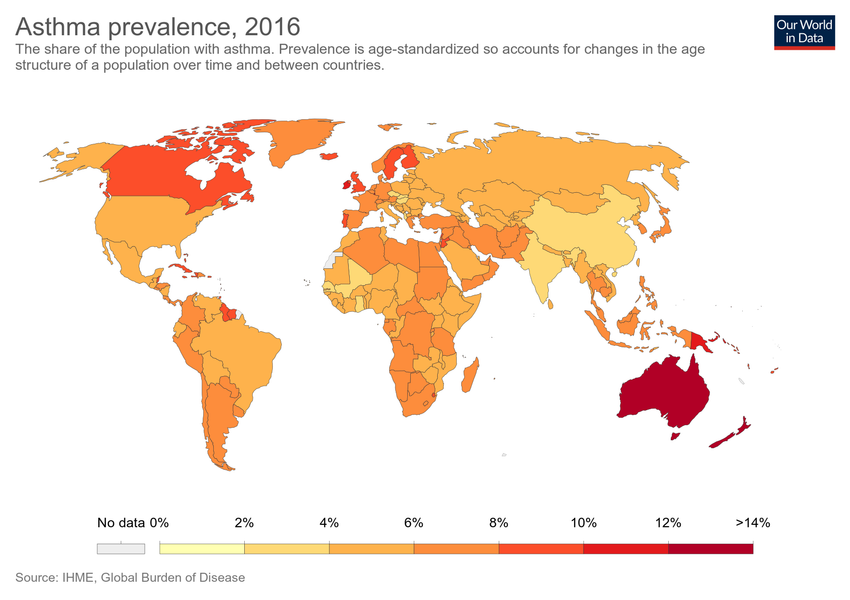 Asthma prevalence, 2016
Our World
in Data
The share of the population with asthma. Prevalence is age-standardized so accounts for changes in the age
structure of a population over time and between countries.
No data 0% 2% 4% 6% 8% 10% 12% >14%
Source: IHME, Global Burden of Disease